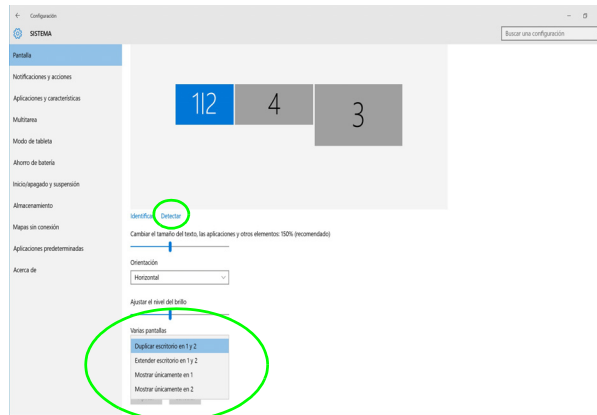 Configuración
SISTEMA
Buscar una configuración
Pantalla
Notificaciones y acciones
Aplicaciones y características
Multitarea
Modo de tableta
Ahorro de batería
Inicio/apagado y suspensión
Almacenamiento
Mapas sin conexión
Aplicaciones predeterminadas
Acerca de
1|2 4 3
Identificar Detectar
Cambiar el tamaño del texto, las aplicaciones y otros elementos: 150% (recomendado)
Orientación
Horizontal
Ajustar el nivel del brillo
Varias pantallas
Duplicar escritorio en 1 y 2
Extender escritorio en 1 y 2
Mostrar únicamente en 1
Mostrar únicamente en 2